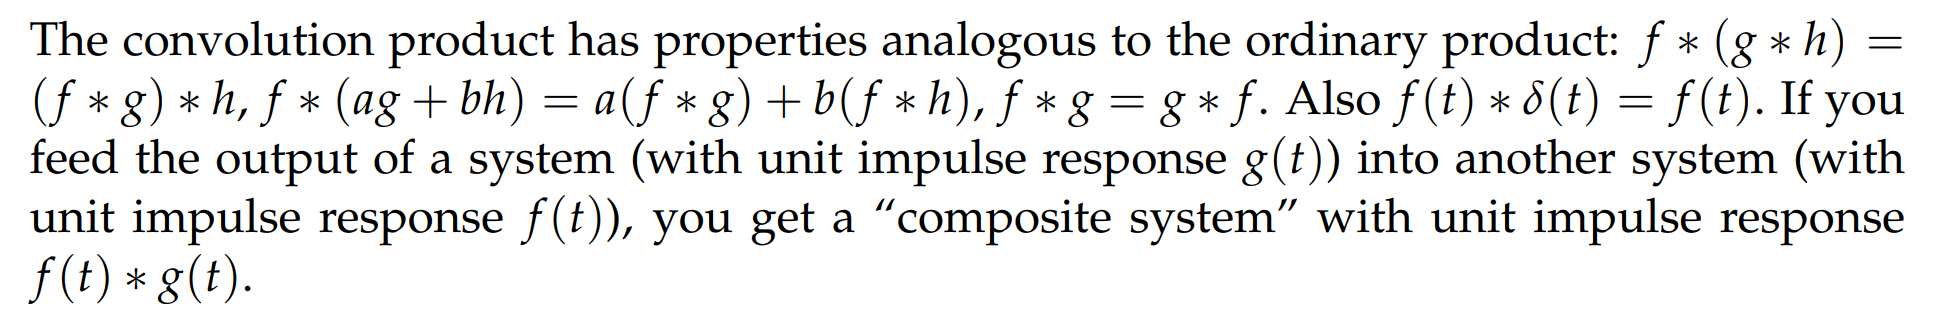 The convolution product has properties analogous to the ordinary product: f ∗ (g ∗ h) =
(f ∗ g) ∗ h, f ∗ (ag + bh) = a(f ∗ g) + b(f ∗ h), f ∗ g = g ∗ f. Also f(t) ∗ δ(t) = f(t). If you
feed the output of a system (with unit impulse response g(t)) into another system (with
unit impulse response f(t)), you get a “composite system” with unit impulse response
f(t) ∗ g(t).